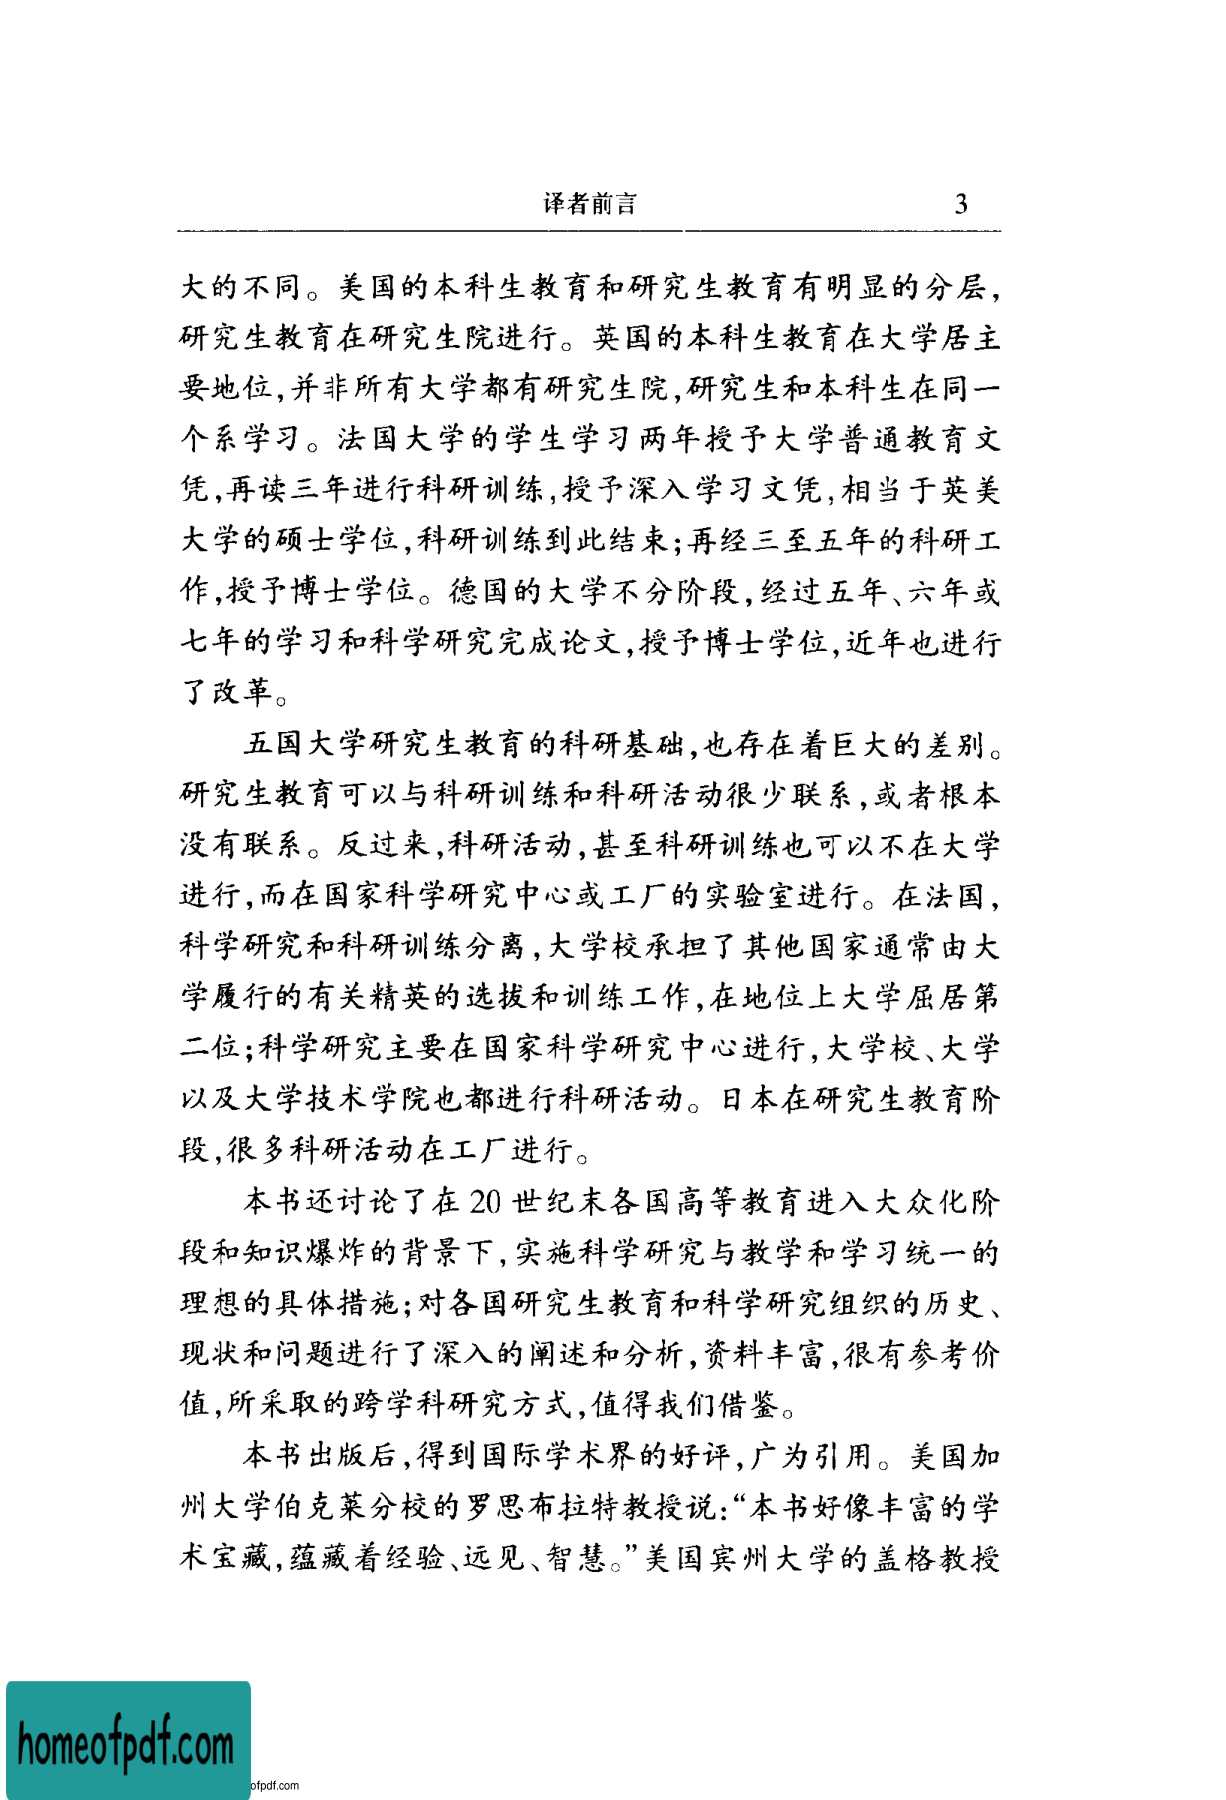 译者前言 3
大的不同。美国的本科生教育和研究生教育有明显的分层,
研究生教育在研究生院进行。英国的本科生教育在大学居主
要地位,并非所有大学都有研究生院,研究生和本科生在同一
个系学习。法国大学的学生学习两年授予大学普通教育文
凭,再读三年进行科研训练,授予深入学习文凭,相当于英美
大学的硕士学位,科研训练到此结束;再经三至五年的科研工
作,授予博士学位。德国的大学不分阶段,经过五年、六年或
七年的学习和科学研究完成论文,授予博士学位,近年也进行
了改革。
五国大学研究生教育的科研基础,也存在着巨大的差别。
研究生教育可以与科研训练和科研活动很少联系,或者根本
没有联系。反过来,科研活动,甚至科研训练也可以不在大学
进行,而在国家科学研究中心或工厂的实验室进行。在法国,
科学研究和科研训练分离,大学校承担了其他国家通常由大
学履行的有关精英的选拔和训练工作,在地位上大学屈居第
二位;科学研究主要在国家科学研究中心进行,大学校、大学
以及大学技术学院也都进行科研活动。日本在研究生教育阶
段,很多科研活动在工厂进行。
本书还讨论了在 20 世纪末各国高等教育进入大众化阶
段和知识爆炸的背景下,实施科学研究与教学和学习统一的
理想的具体措施;对各国研究生教育和科学研究组织的历史、
现状和问题进行了深入的阐述和分析,资料丰富,很有参考价
值,所采取的跨学科研究方式,值得我们借鉴。
本书出版后,得到国际学术界的好评,广为引用。美国加
州大学伯克莱分校的罗思布拉特教授说:“本书好像丰富的学
术宝藏,蕴藏着经验、远见、智慧。”美国宾州大学的盖格教授
homeofpdf.com
ofpdf.com